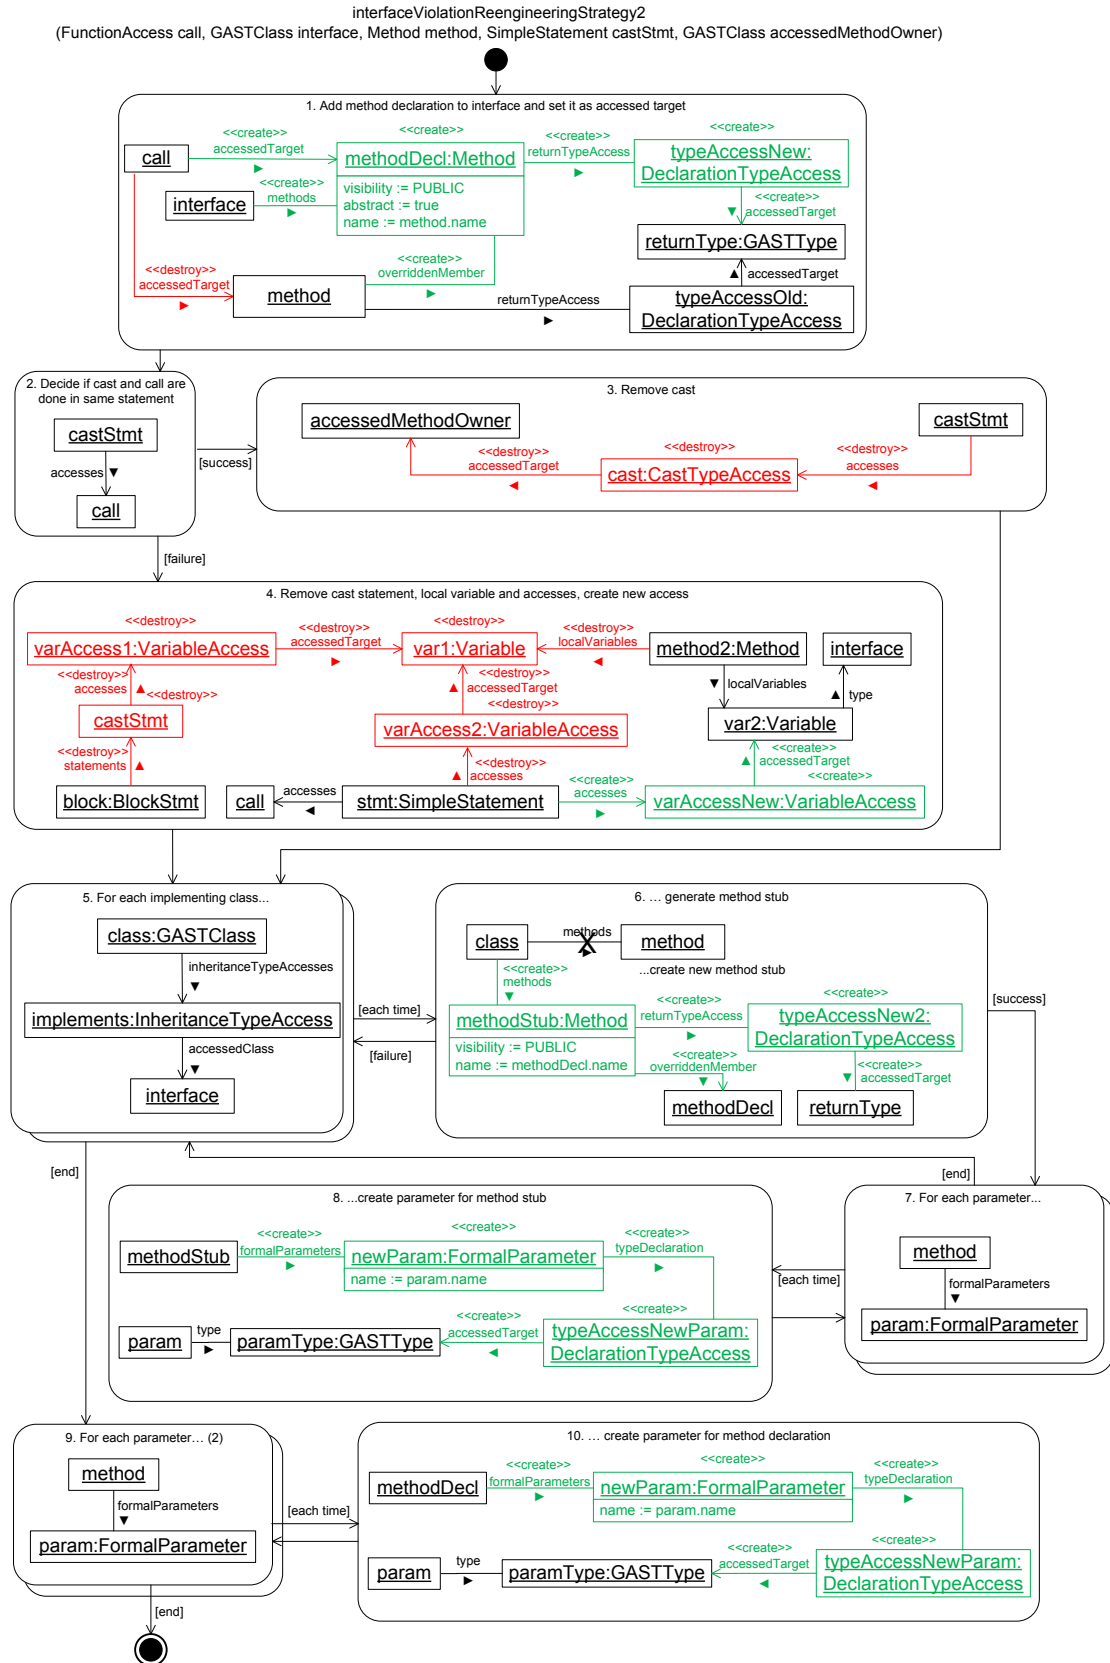 interfaceViolationReengineeringStrategy2
(FunctionAccess call, GASTClass interface, Method method, SimpleStatement castStmt, GASTClass accessedMethodOwner)
1. Add method declaration to interface and set it as accessed target
<<create>>
accessedTarget
<<create>>
<<create>>
returnTypeAccess
<<create>>
call
methodDecl:Method
typeAccessNew:
DeclarationTypeAccess
<<create>>
methods
interface
visibility := PUBLIC
abstract := true
name := method.name
<<create>>
accessedTarget
returnType:GASTType
<<create>>
overriddenMember
<<destroy>>
accessedTarget
method
accessedTarget
returnTypeAccess
typeAccessOld:
DeclarationTypeAccess
2. Decide if cast and call are
done in same statement
castStmt
accesses
call
[success]
[failure]
3. Remove cast
accessedMethodOwner
castStmt
<<destroy>>
accessedTarget
<<destroy>>
cast:CastTypeAccess
<<destroy>>
accesses
4. Remove cast statement, local variable and accesses, create new access
<<destroy>>
varAccess1:VariableAccess
<<destroy>>
accessedTarget
<<destroy>>
var1:Variable
<<destroy>>
localVariables
method2:Method
interface
<<destroy>>
accesses
<<destroy>>
castStmt
<<destroy>>
accessedTarget
<<destroy>>
varAccess2:VariableAccess
localVariables
type
var2:Variable
<<destroy>>
statements
<<destroy>>
accesses
<<create>>
accessedTarget
block:BlockStmt
call
accesses
stmt:SimpleStatement
<<create>>
accesses
<<create>>
varAccessNew:VariableAccess
5. For each implementing class...
class:GASTClass
inheritanceTypeAccesses
implements:InheritanceTypeAccess
accessedClass
interface
[each time]
[failure]
6. ... generate method stub
class
methods
method
...create new method stub
<<create>>
methods
methodStub:Method
visibility := PUBLIC
name := methodDecl.name
<<create>>
returnTypeAccess
<<create>>
typeAccessNew2:
DeclarationTypeAccess
<<create>>
overriddenMember
<<create>>
accessedTarget
methodDecl
returnType
[success]
[end]
[end]
8. ...create parameter for method stub
methodStub
<<create>>
formalParameters
<<create>>
newParam:FormalParameter
name := param.name
<<create>>
typeDeclaration
param
type
paramType:GASTType
<<create>>
accessedTarget
<<create>>
typeAccessNewParam:
DeclarationTypeAccess
[each time]
7. For each parameter...
method
formalParameters
param:FormalParameter
9. For each parameter... (2)
method
formalParameters
param:FormalParameter
[each time]
[end]
10. ... create parameter for method declaration
methodDecl
<<create>>
formalParameters
<<create>>
newParam:FormalParameter
name := param.name
<<create>>
typeDeclaration
param
type
paramType:GASTType
<<create>>
accessedTarget
<<create>>
typeAccessNewParam:
DeclarationTypeAccess